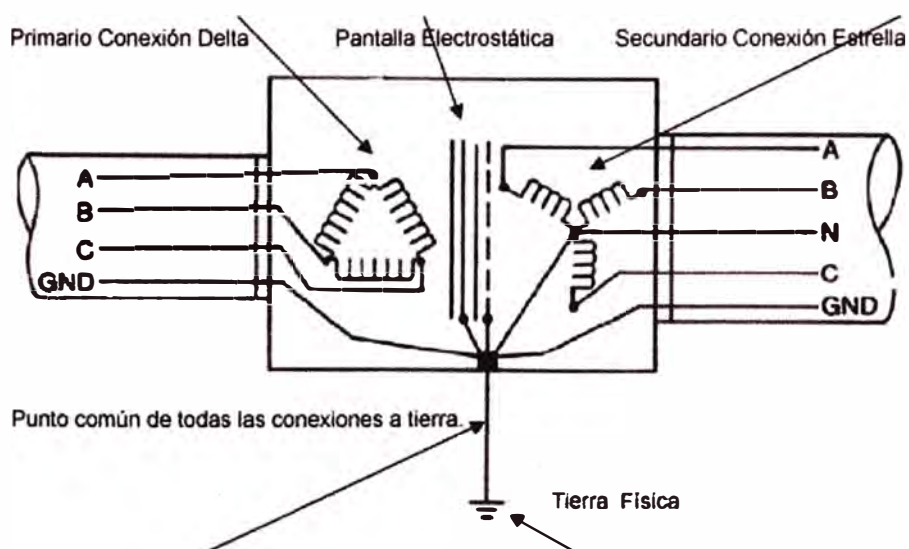 Primario Conexión Delta
Pantalla Electrostática
Secundario Conexión Estrella
A
B
C
GND
A
B
N
C
GND
Punto común de todas las conexiones a tierra.
Tierra Física